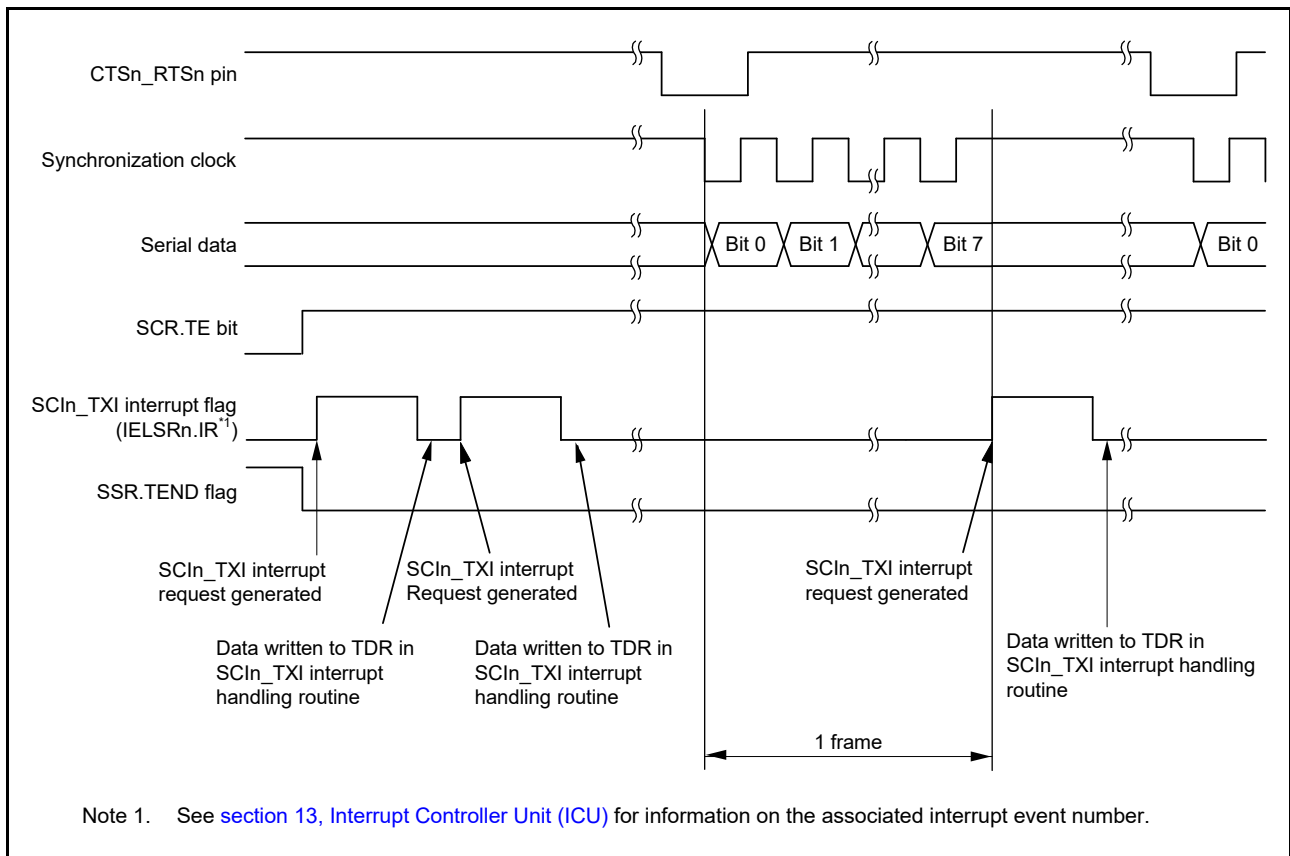 CTSn_RTSn pin
Synchronization clock
Serial data
Bit 0
Bit 1
Bit 7
Bit 0
SCR.TE bit
SCIn_TXI interrupt flag
(IELSRn.IR*1)
SSR.TEND flag
SCIn_TXI interrupt
request generated
SCIn_TXI interrupt
Request generated
SCIn_TXI interrupt
request generated
Data written to TDR in
SCIn_TXI interrupt
handling routine
Data written to TDR in
SCIn_TXI interrupt
handling routine
Data written to TDR in
SCIn_TXI interrupt handling
routine
1 frame
Note 1. See section 13, Interrupt Controller Unit (ICU) for information on the associated interrupt event number.